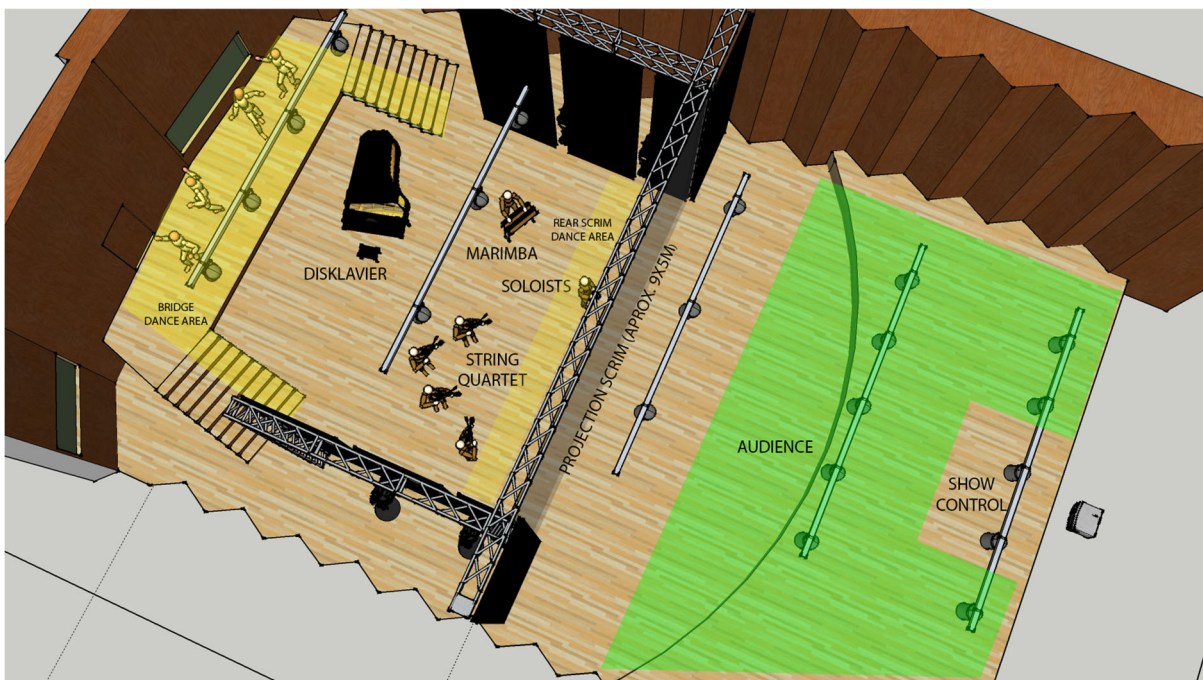 BRIDGE
DANCE AREA
DISKLAVIER
MARIMBA
REAR SCRIM
DANCE AREA
SOLOISTS
STRING
QUARTET
PROJECTION SCRIM (APROX. 9X5M)
AUDIENCE
SHOW
CONTROL